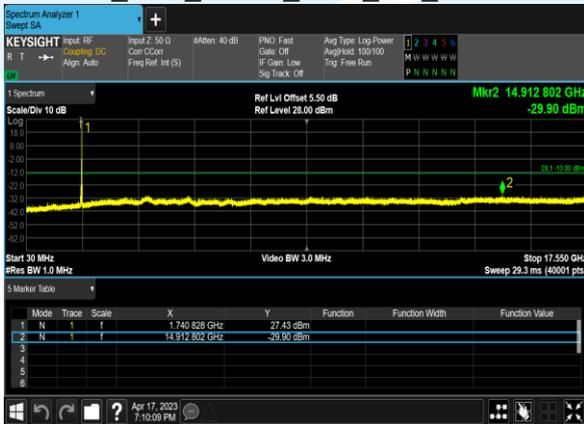 Spectrum Analyzer 1
Swept SA
KEYSIGHT
R T
LV
Input: RF
Coupling: DC
Align: Auto
Input Z: 50 Ω
Corr CCorr
Freq Ref: Int (S)
#Atten: 40 dB
PNO: Fast
Gate: Off
IF Gain: Low
Sig Track: Off
Avg Type: Log-Power
Avg|Hold: 100/100
Trig: Free Run
1 2 3 4 5 6
M W W W W W
P N N N N N
1 Spectrum
Scale/Div 10 dB
Ref Lvl Offset 5.50 dB
Ref Level 28.00 dBm
Mkr2 14.912 802 GHz
-29.90 dBm
Log
18.0
8.00
-2.00
-12.0
-22.0
-32.0
-42.0
-52.0
-62.0
1
2
DL1 -13.00 dBm
Start 30 MHz
#Res BW 1.0 MHz
Video BW 3.0 MHz
Stop 17.550 GHz
Sweep 29.3 ms (40001 pts)
5 Marker Table
Mode Trace Scale X Y Function Function Width Function Value
1 N 1 f 1.740 828 GHz 27.43 dBm
2 N 1 f 14.912 802 GHz -29.90 dBm
3
4
5
6
Apr 17, 2023
7:10:09 PM